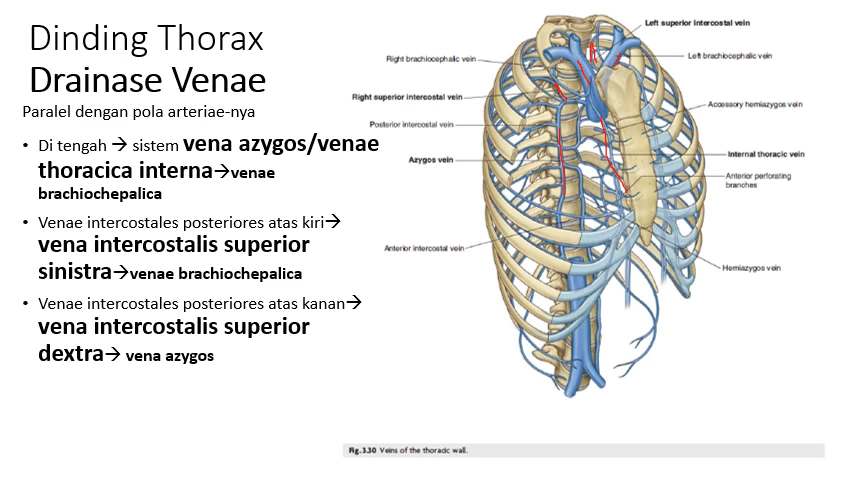 Dinding Thorax
Drainase Venae
Paralel dengan pola arteriae-nya
• Di tengah → sistem vena azygos/venae
thoracica interna→venae
brachiochepalica
• Venae intercostales posteriores atas kiri→
vena intercostalis superior
sinistra→venae brachiochepalica
• Venae intercostales posteriores atas kanan→
vena intercostalis superior
dextra→ vena azygos
Left superior intercostal vein
Right brachiocephalic vein
Left brachiocephalic vein
Right superior intercostal vein
Accessory hemiazygos vein
Posterior intercostal vein
Azygos vein
Internal thoracic vein
Anterior perforating
branches
Anterior intercostal vein
Hemiazygos vein
Fig. 3.30 Veins of the thoracic wall.